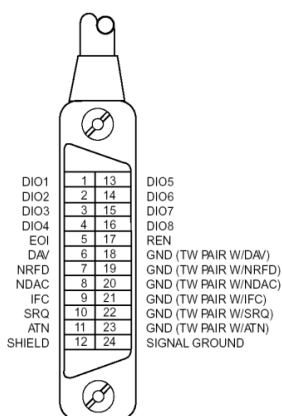 DIO1 1 13 DIO5
DIO2 2 14 DIO6
DIO3 3 15 DIO7
DIO4 4 16 DIO8
EOI 5 17 REN
DAV 6 18 GND (TW PAIR W/DAV)
NRFD 7 19 GND (TW PAIR W/NRFD)
NDAC 8 20 GND (TW PAIR W/NDAC)
IFC 9 21 GND (TW PAIR W/IFC)
SRQ 10 22 GND (TW PAIR W/SRQ)
ATN 11 23 GND (TW PAIR W/ATN)
SHIELD 12 24 SIGNAL GROUND